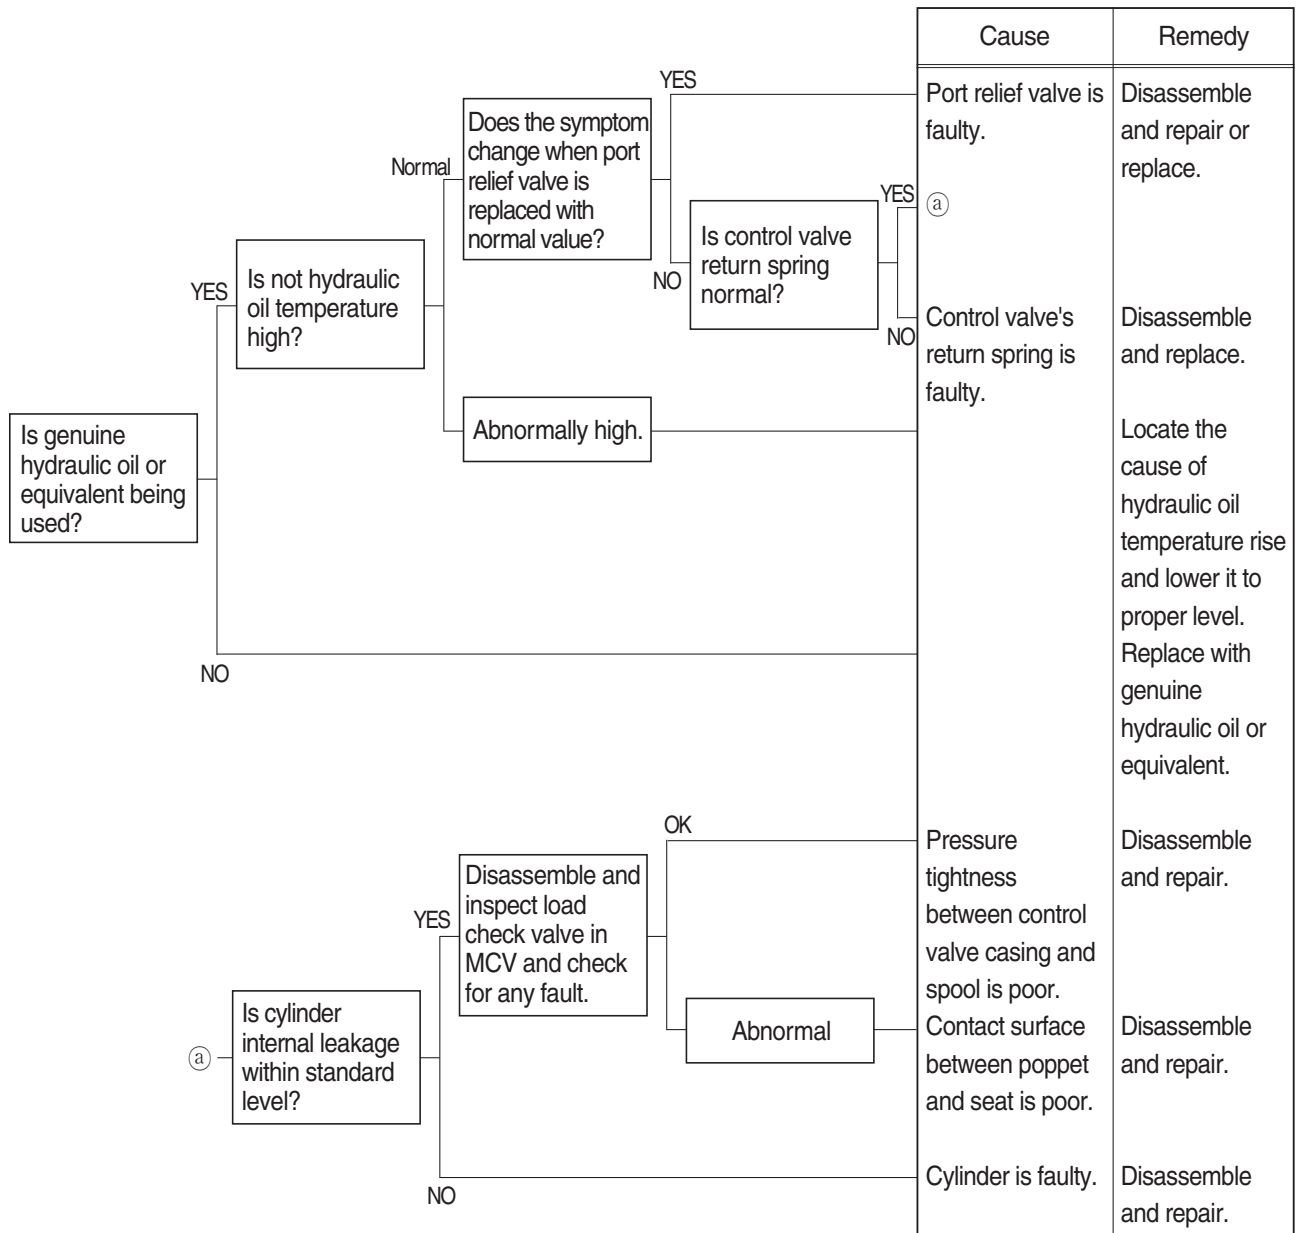 Cause
Remedy
YES
Port relief valve is
faulty.
Disassemble
and repair or
replace.
Does the symptom
change when port
relief valve is
replaced with
normal value?
Normal
YES
ⓐ
Is control valve
return spring
normal?
NO
YES
Is not hydraulic
oil temperature
high?
NO
Control valve's
return spring is
faulty.
Disassemble
and replace.
Abnormally high.
Is genuine
hydraulic oil or
equivalent being
used?
Locate the
cause of
hydraulic oil
temperature rise
and lower it to
proper level.
NO
Replace with
genuine
hydraulic oil or
equivalent.
OK
Pressure
tightness
between control
valve casing and
spool is poor.
Disassemble
and repair.
Disassemble and
inspect load
check valve in
MCV and check
for any fault.
YES
ⓐ
Is cylinder
internal leakage
within standard
level?
Abnormal
Contact surface
between poppet
and seat is poor.
Disassemble
and repair.
NO
Cylinder is faulty.
Disassemble
and repair.